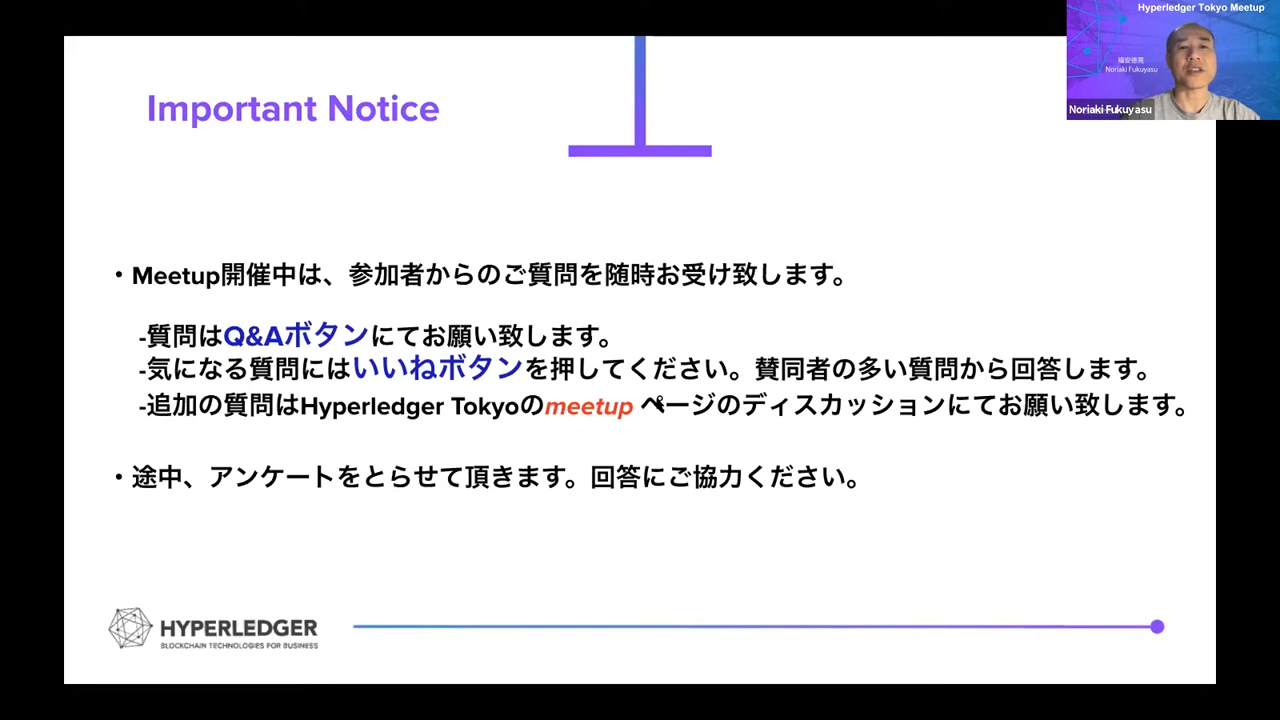 Hyperledger Tokyo Meetup
福安徳晃
Noriaki Fukuyasu
Noriaki Fukuyasu
Important Notice
・Meetup開催中は、参加者からのご質問を随時お受け致します。
-質問はQ&Aボタンにてお願い致します。
-気になる質問にはいいねボタンを押してください。賛同者の多い質問から回答します。
-追加の質問はHyperledger Tokyoのmeetup ページのディスカッションにてお願い致します。
・途中、アンケートをとらせて頂きます。回答にご協力ください。
HYPERLEDGER
BLOCKCHAIN TECHNOLOGIES FOR BUSINESS